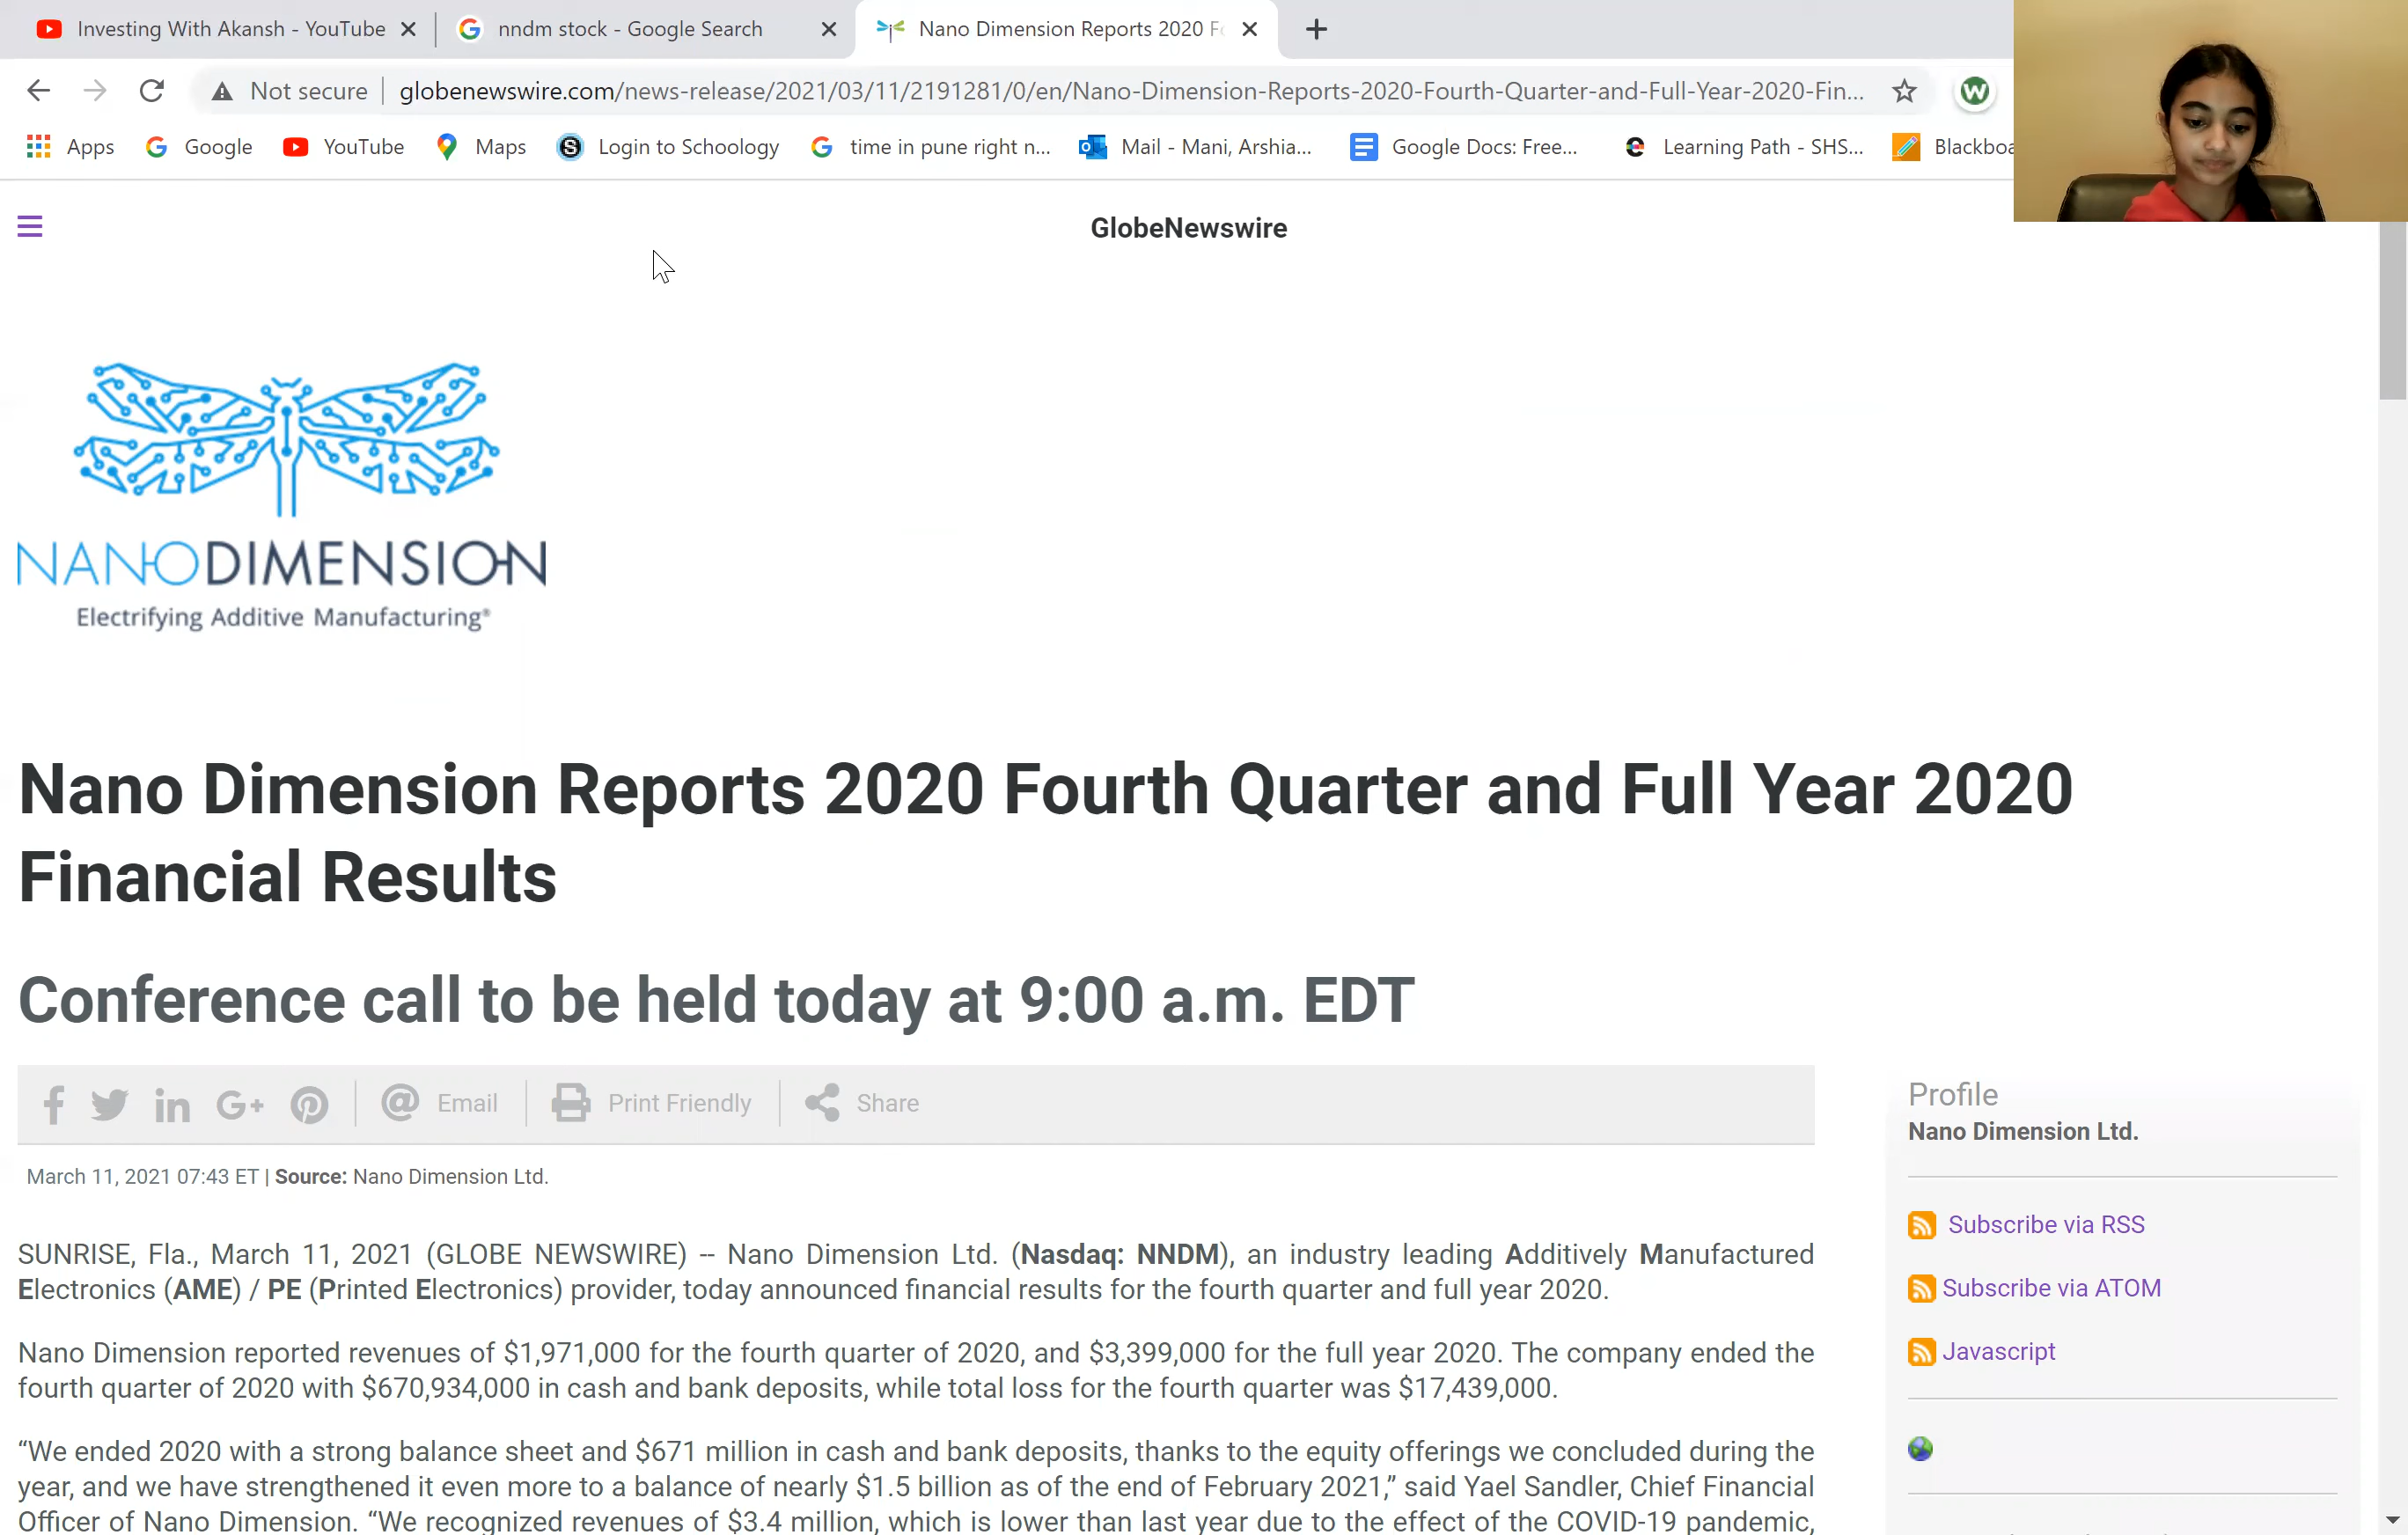 Investing With Akansh - YouTube
nndm stock - Google Search
Nano Dimension Reports 2020 Fo
Not secure
globenewswire.com/news-release/2021/03/11/2191281/0/en/Nano-Dimension-Reports-2020-Fourth-Quarter-and-Full-Year-2020-Fin...
W
Apps
Google
YouTube
Maps
Login to Schoology
time in pune right n...
Mail - Mani, Arshia...
Google Docs: Free...
Learning Path - SHS...
Blackboa
GlobeNewswire
NANODIMENSION
Electrifying Additive Manufacturing®
Nano Dimension Reports 2020 Fourth Quarter and Full Year 2020
Financial Results
Conference call to be held today at 9:00 a.m. EDT
Email
Print Friendly
Share
March 11, 2021 07:43 ET | Source: Nano Dimension Ltd.
SUNRISE, Fla., March 11, 2021 (GLOBE NEWSWIRE) -- Nano Dimension Ltd. (Nasdaq: NNDM), an industry leading Additively Manufactured
Electronics (AME) / PE (Printed Electronics) provider, today announced financial results for the fourth quarter and full year 2020.
Nano Dimension reported revenues of $1,971,000 for the fourth quarter of 2020, and $3,399,000 for the full year 2020. The company ended the
fourth quarter of 2020 with $670,934,000 in cash and bank deposits, while total loss for the fourth quarter was $17,439,000.
“We ended 2020 with a strong balance sheet and $671 million in cash and bank deposits, thanks to the equity offerings we concluded during the
year, and we have strengthened it even more to a balance of nearly $1.5 billion as of the end of February 2021,” said Yael Sandler, Chief Financial
Officer of Nano Dimension. “We recognized revenues of $3.4 million, which is lower than last year due to the effect of the COVID-19 pandemic,
Profile
Nano Dimension Ltd.
Subscribe via RSS
Subscribe via ATOM
Javascript